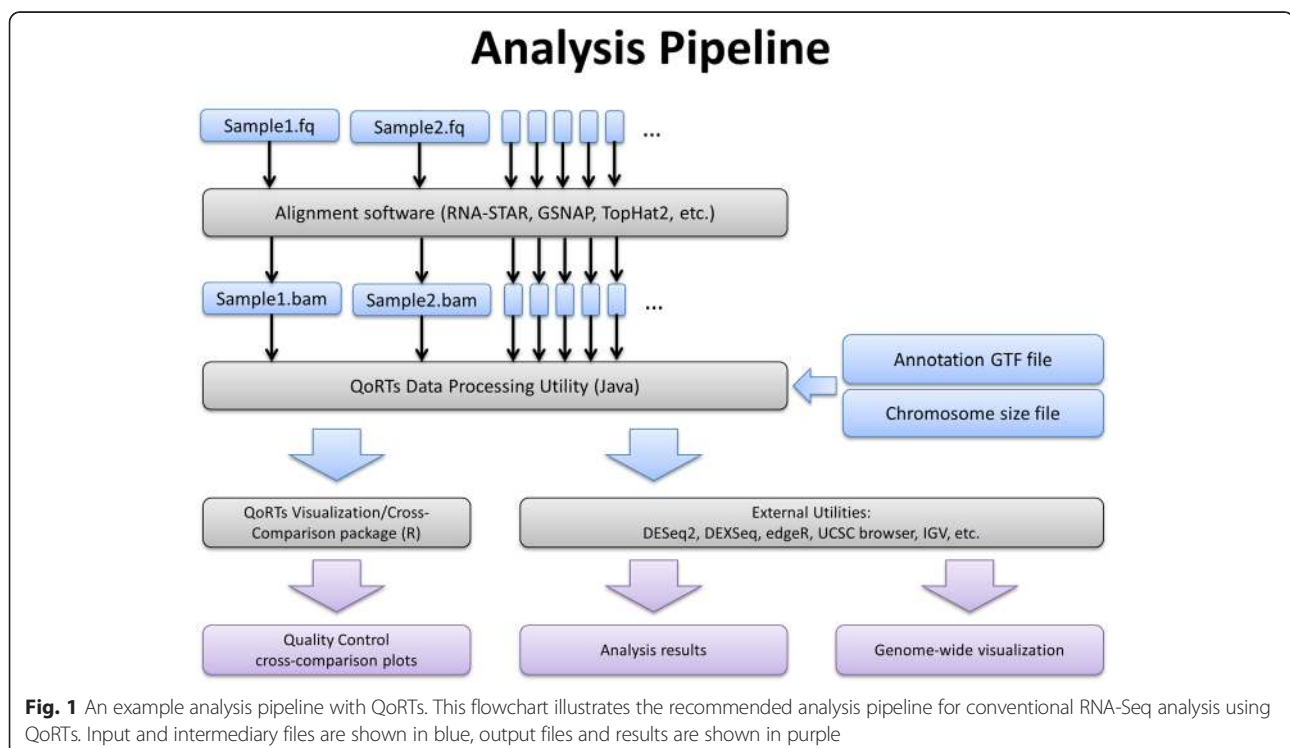 Analysis Pipeline
Sample1.fq
Sample2.fq
...
Alignment software (RNA-STAR, GSNAP, TopHat2, etc.)
Sample1.bam
Sample2.bam
...
Annotation GTF file
QoRTs Data Processing Utility (Java)
Chromosome size file
QoRTs Visualization/Cross-
Comparison package (R)
External Utilities:
DESeq2, DEXSeq, edgeR, UCSC browser, IGV, etc.
Quality Control
cross-comparison plots
Analysis results
Genome-wide visualization
Fig. 1 An example analysis pipeline with QoRTs. This flowchart illustrates the recommended analysis pipeline for conventional RNA-Seq analysis using
QoRTs. Input and intermediary files are shown in blue, output files and results are shown in purple